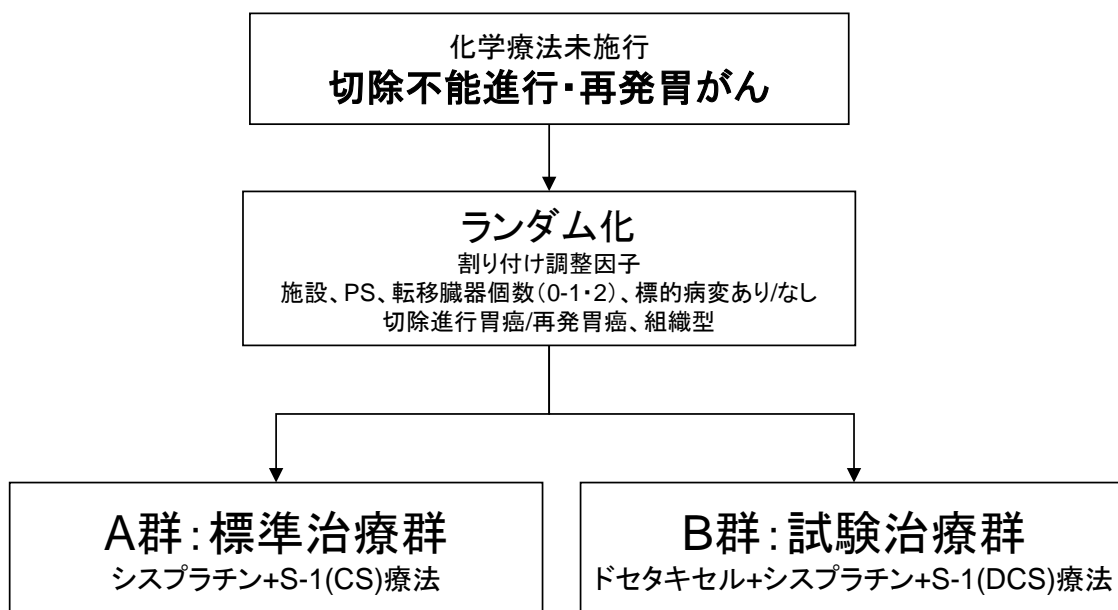 化学療法未施行
切除不能進行・再発胃がん
ランダム化
割り付け調整因子
施設、PS、転移臓器個数(0-1・2)、標的病変あり/なし
切除進行胃癌/再発胃癌、組織型
A群:標準治療群
シスプラチン+S-1(CS)療法
B群:試験治療群
ドセタキセル+シスプラチン+S-1(DCS)療法